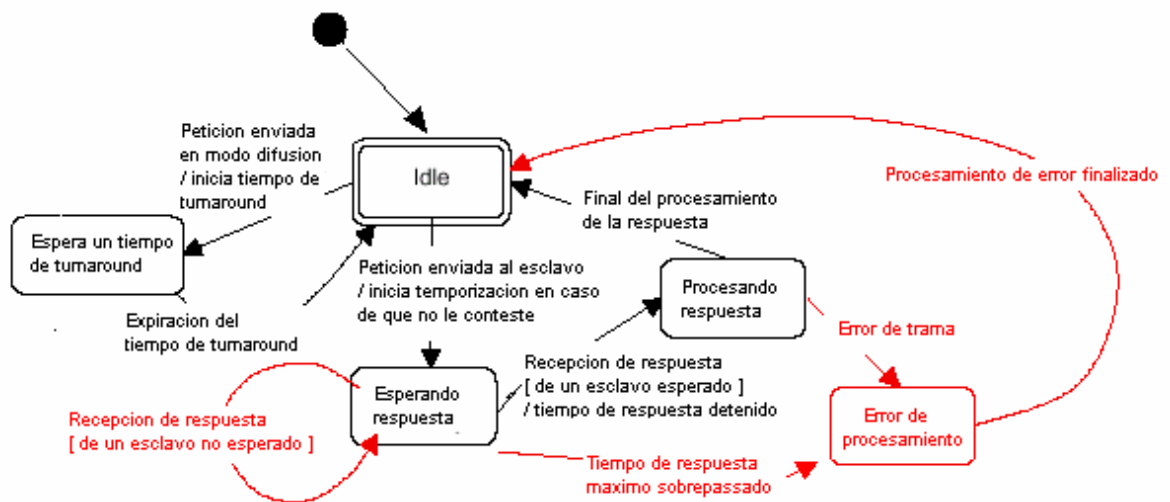 Peticion enviada
en modo difusion
/ inicia tiempo de
turnaround
Idle
Procesamiento de error finalizado
Final del procesamiento
de la respuesta
Espera un tiempo
de turnaround
Peticion enviada al esclavo
/ inicia temporizacion en caso
de que no le conteste
Procesando
respuesta
Expiracion del
tiempo de turnaround
Error de trama
Recepcion de respuesta
[ de un esclavo esperado ]
/ tiempo de respuesta detenido
Esperando
respuesta
Recepcion de respuesta
[ de un esclavo no esperado ]
Error de
procesamiento
Tiempo de respuesta
maximo sobrepassado